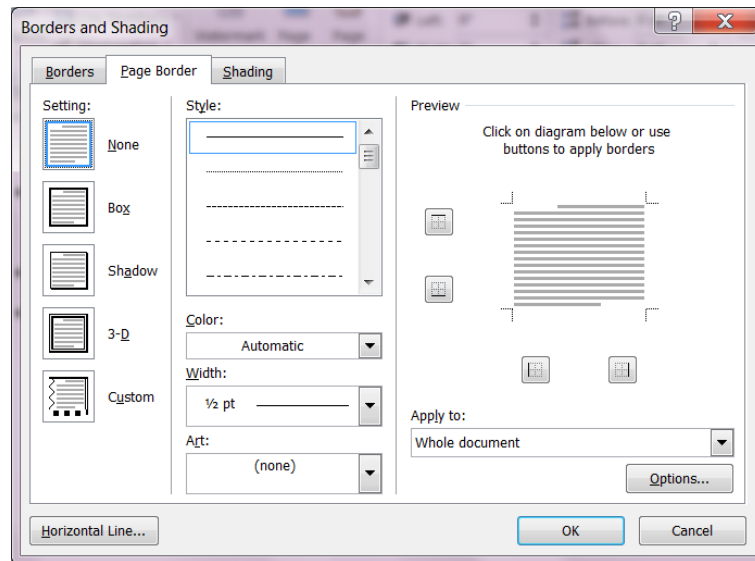 Borders and Shading
Borders
Page Border
Shading
Setting:
None
Box
Shadow
3-D
Custom
Style:
Color:
Automatic
Width:
½ pt
Art:
(none)
Preview
Click on diagram below or use
buttons to apply borders
Apply to:
Whole document
Options...
Horizontal Line...
OK
Cancel